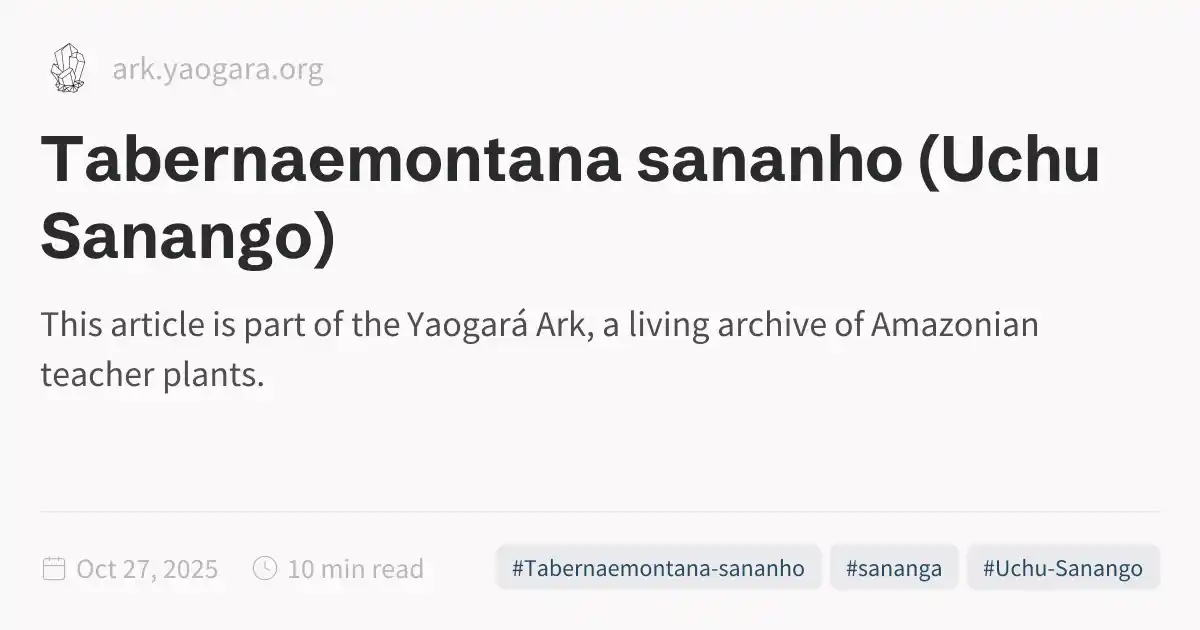 ark.yaogara.org
Tabernaemontana sananho (Uchu
Sanango)
This article is part of the Yaogará Ark, a living archive of Amazonian
teacher plants.
Oct 27, 2025
10 min read
#Tabernaemontana-sananho
#sananga
#Uchu-Sanango